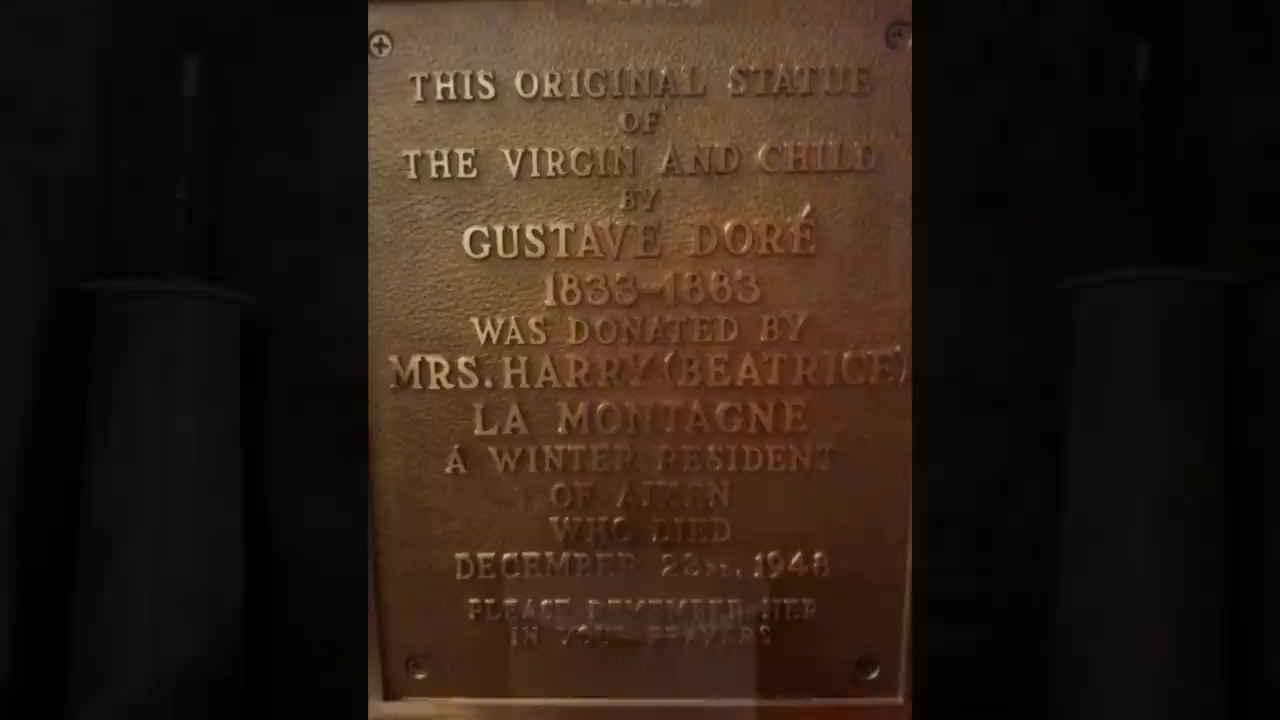 THIS ORIGINAL STATUE
OF
THE VIRGIN AND CHILD
BY
GUSTAVE DORÉ
1833-1883
WAS DONATED BY
MRS. HARRY (BEATRICE)
LA MONTAGNE
A WINTER RESIDENT
OF AIKEN
WHO DIED
DECEMBER 23RD, 1948
PLEASE REMEMBER HER
IN YOUR PRAYERS